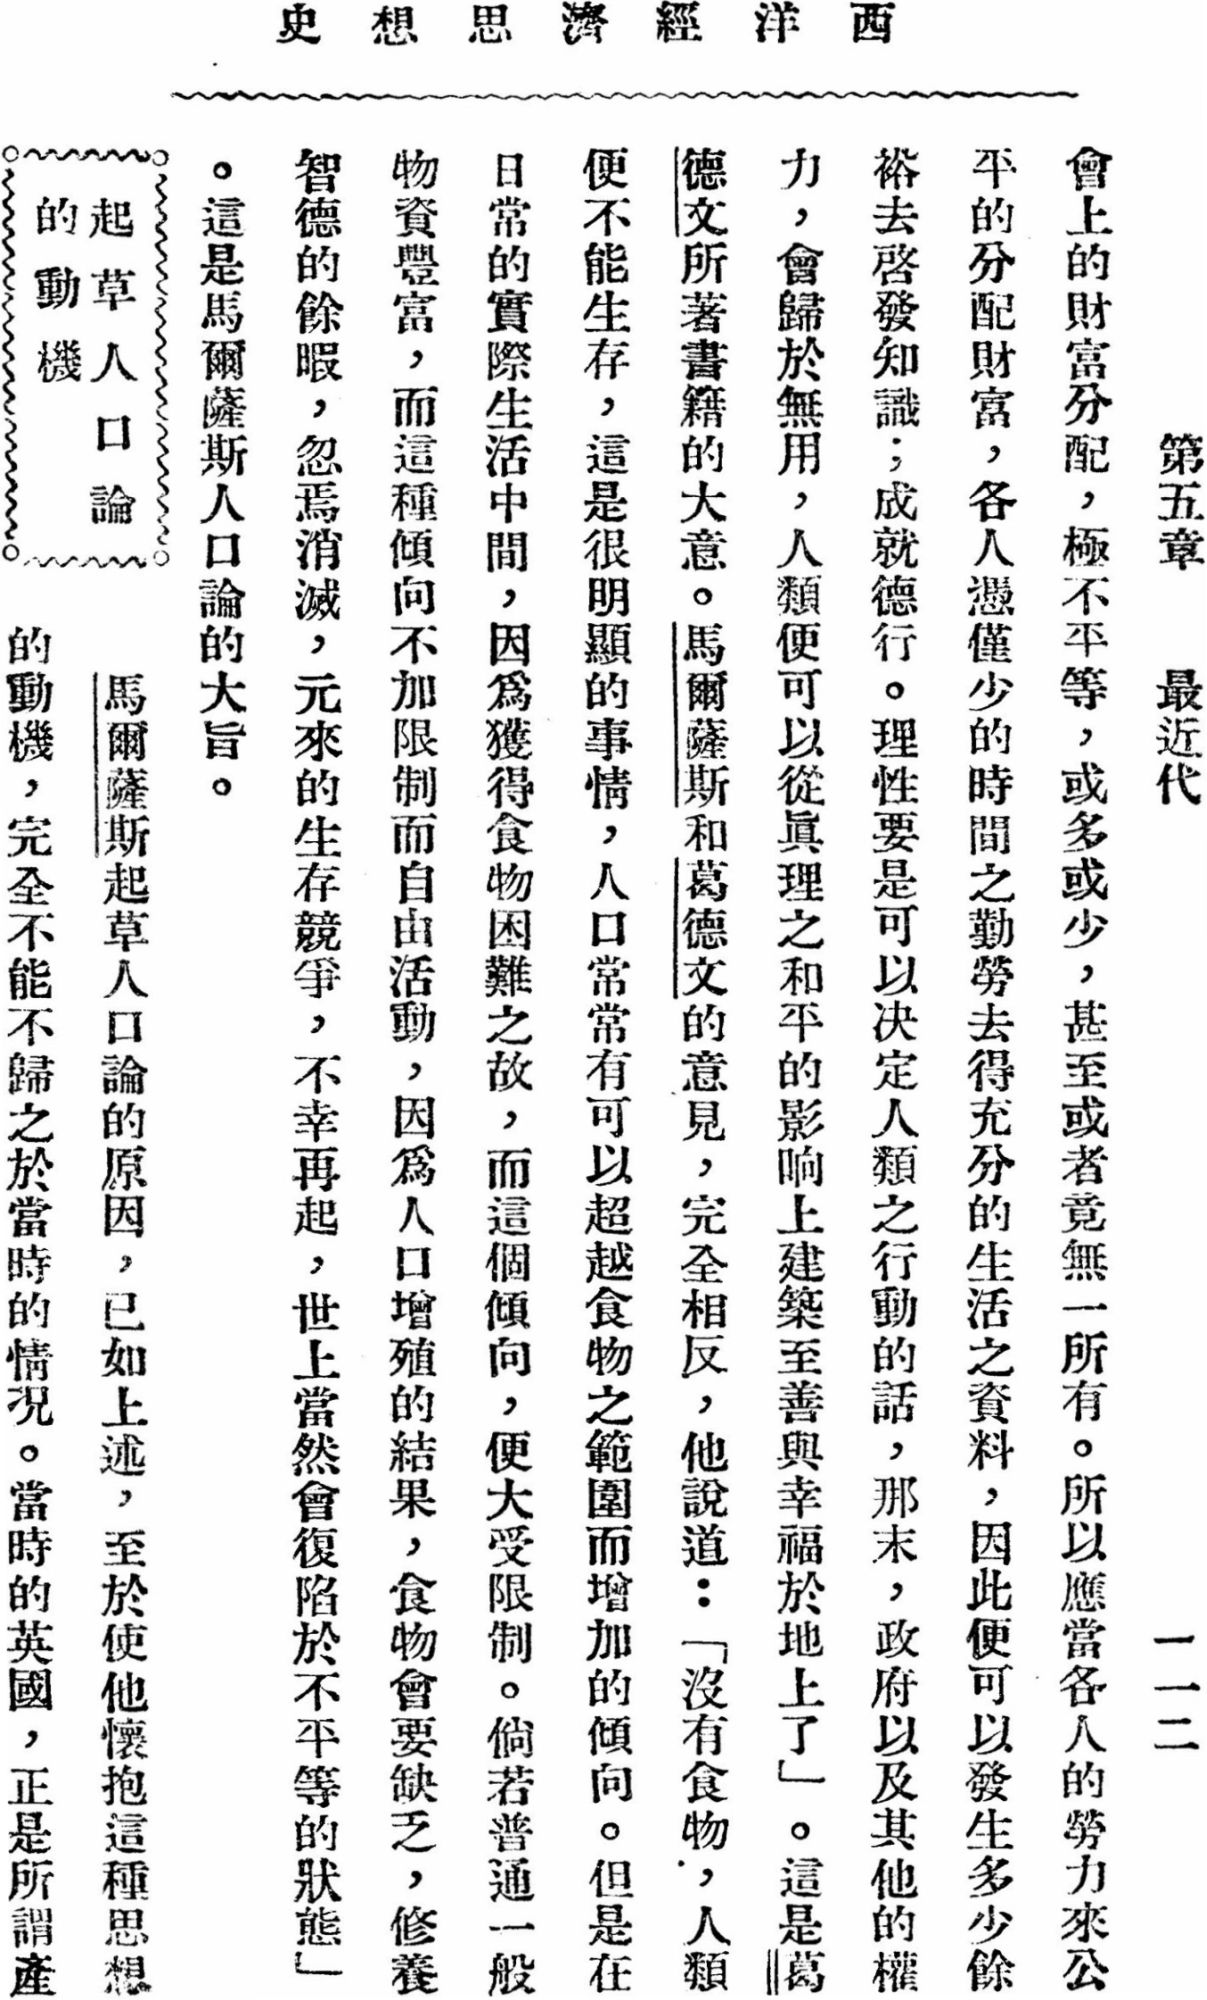 西洋經濟思想史
第五章　最近代　一一二
會上的財富分配，極不平等，或多或少，甚至或者竟無一所有。所以應當各人的勞力來公
平的分配財富，各人憑僅少的時間之勤勞去得充分的生活之資料，因此便可以發生多少餘
裕去啓發知識；成就德行。理性要是可以决定人類之行動的話，那末，政府以及其他的權
力，會歸於無用，人類便可以從眞理之和平的影响上建築至善與幸福於地上了」。這是葛
德文所著書籍的大意。馬爾薩斯和葛德文的意見，完全相反，他說道：「沒有食物，人類
便不能生存，這是很明顯的事情，人口常常有可以超越食物之範圍而增加的傾向。但是在
日常的實際生活中間，因爲獲得食物困難之故，而這個傾向，便大受限制。倘若普通一般
物資豐富，而這種傾向不加限制而自由活動，因爲人口增殖的結果，食物會要缺乏，修養
智德的餘暇，忽焉消滅，元來的生存競爭，不幸再起，世上當然會復陷於不平等的狀態」
。這是馬爾薩斯人口論的大旨。
起草人口論
的動機
馬爾薩斯起草人口論的原因，已如上述，至於使他懷抱這種思想
的動機，完全不能不歸之於當時的情况。當時的英國，正是所謂產